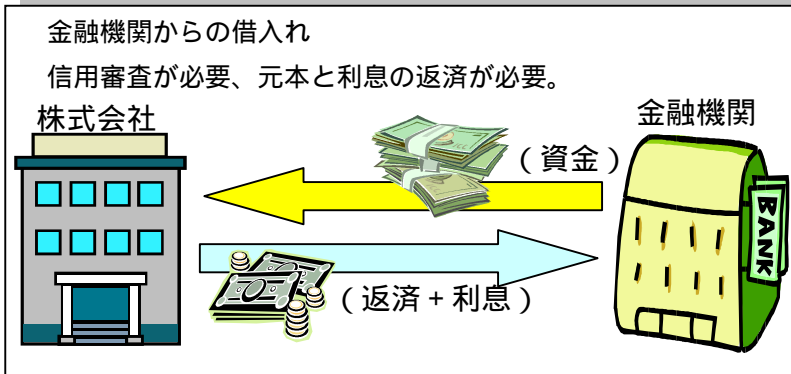 金融機関からの借入れ
信用審査が必要、元本と利息の返済が必要。
株式会社
金融機関
（資金）
BANK
（返済＋利息）